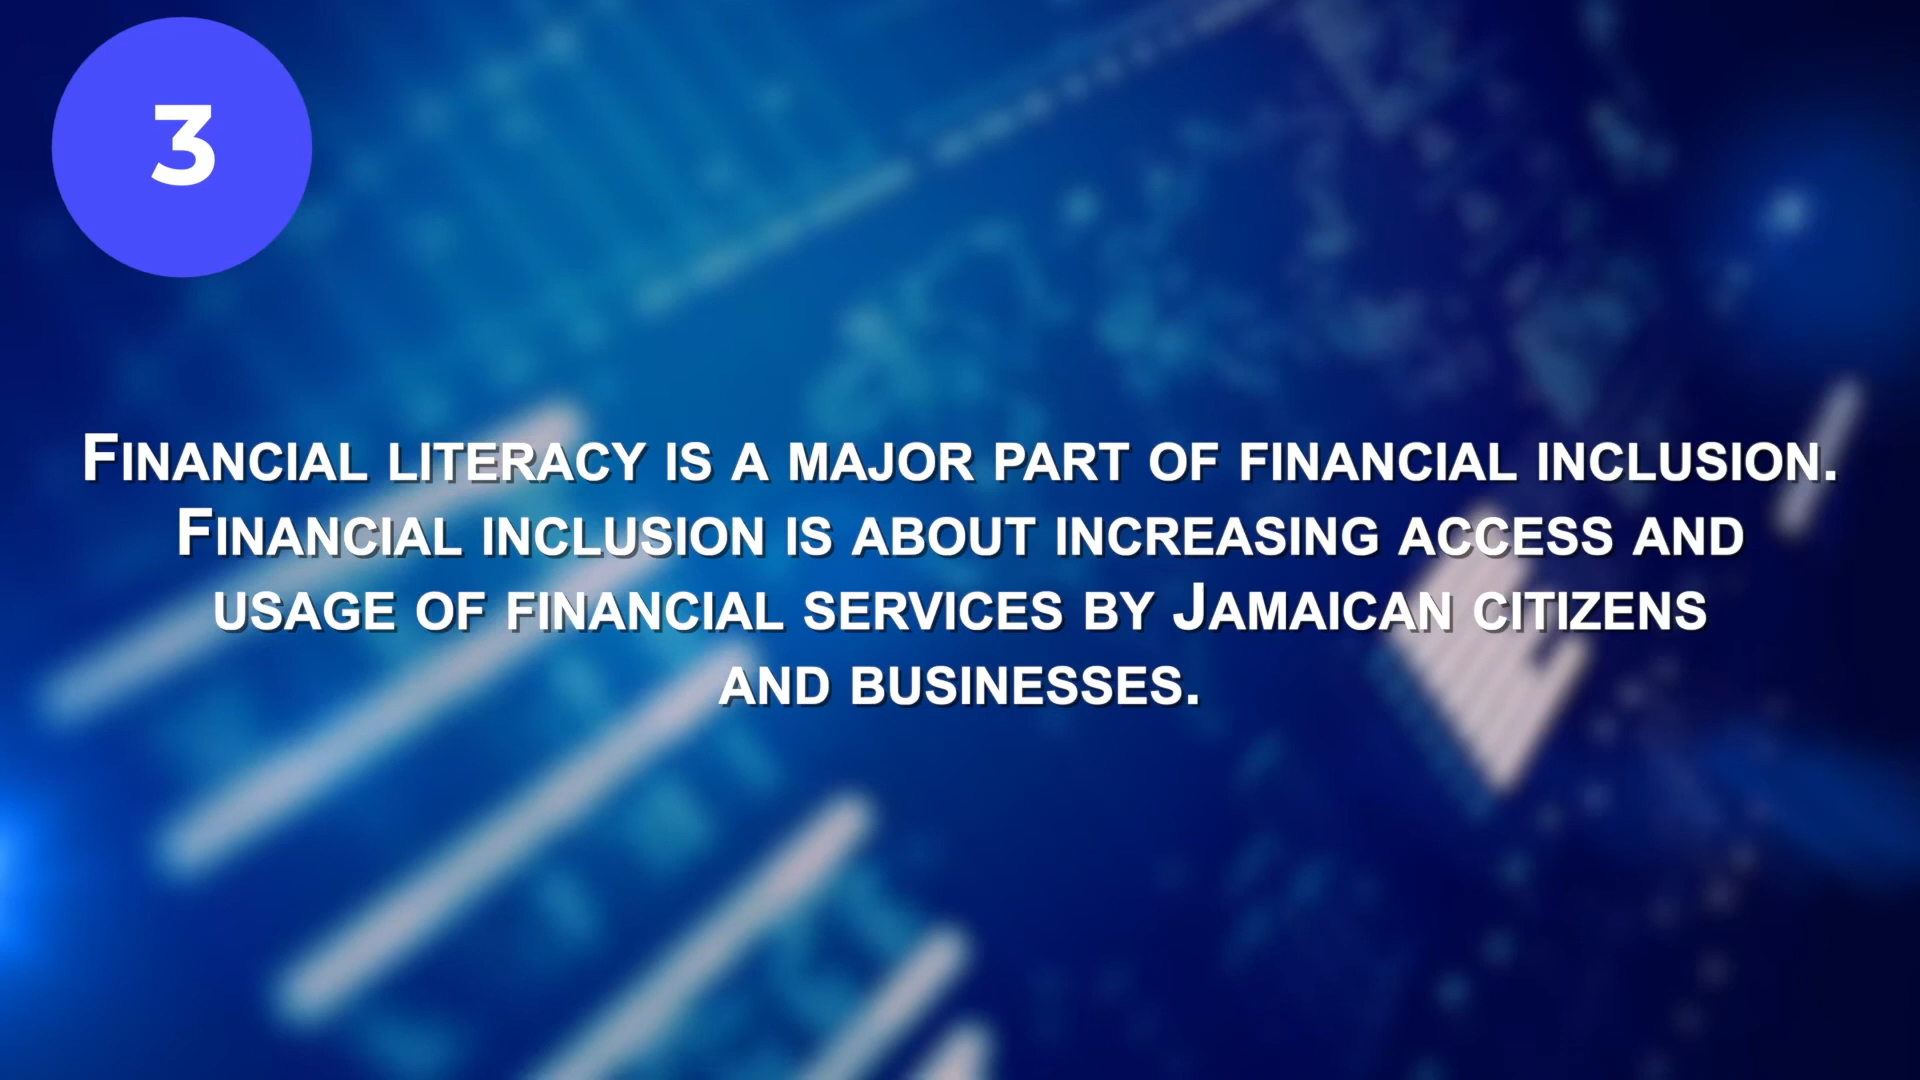 3
Financial literacy is a major part of financial inclusion.
Financial inclusion is about increasing access and
usage of financial services by Jamaican citizens
and businesses.